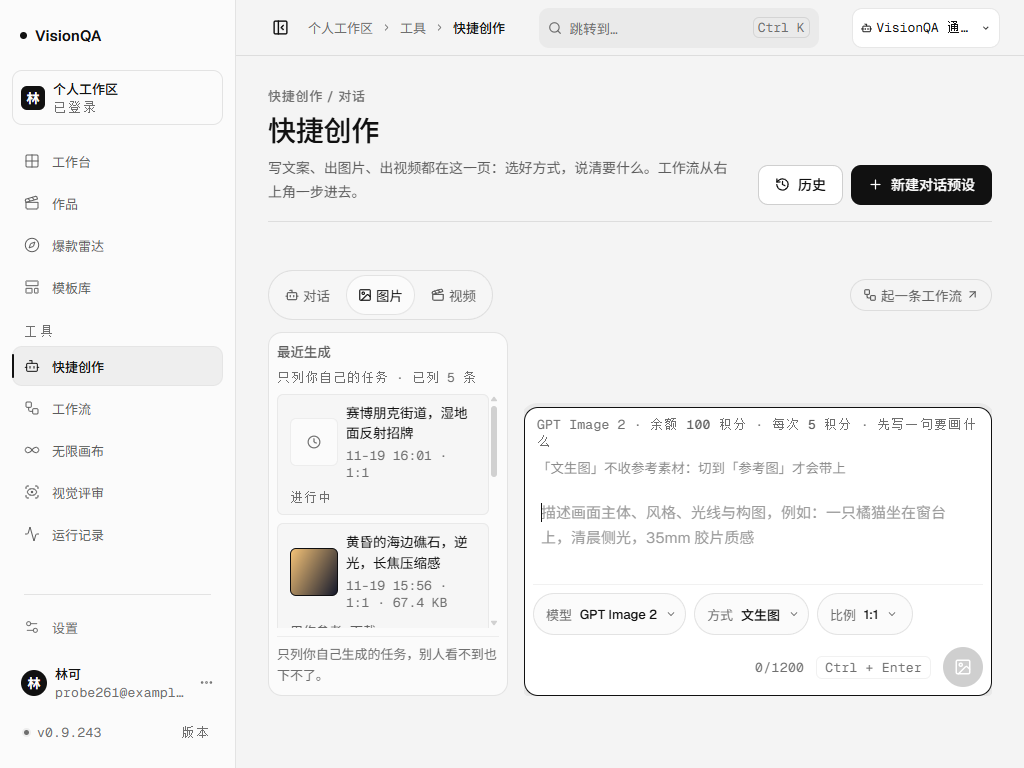 VisionQA
林
个人工作区
已登录
工作台
作品
爆款雷达
模板库
工具
快捷创作
工作流
无限画布
视觉评审
运行记录
设置
林
林可
probe261@exampl…
v0.9.243
版本
个人工作区
工具
快捷创作
跳转到…
Ctrl K
VisionQA 通…
快捷创作 / 对话
快捷创作
写文案、出图片、出视频都在这一页：选好方式，说清要什么。工作流从右
上角一步进去。
历史
新建对话预设
对话
图片
视频
起一条工作流
最近生成
只列你自己的任务 · 已列 5 条
赛博朋克街道，湿地
面反射招牌
11-19 16:01 ·
1:1
进行中
黄昏的海边礁石，逆
光，长焦压缩感
11-19 15:56 ·
1:1 · 67.4 KB
只列你自己生成的任务，别人看不到也
下不了。
GPT Image 2 · 余额 100 积分 · 每次 5 积分 · 先写一句要画什
么
「文生图」不收参考素材：切到「参考图」才会带上
描述画面主体、风格、光线与构图，例如：一只橘猫坐在窗台
上，清晨侧光，35mm 胶片质感
模型 GPT Image 2
方式 文生图
比例 1:1
0/1200
Ctrl + Enter